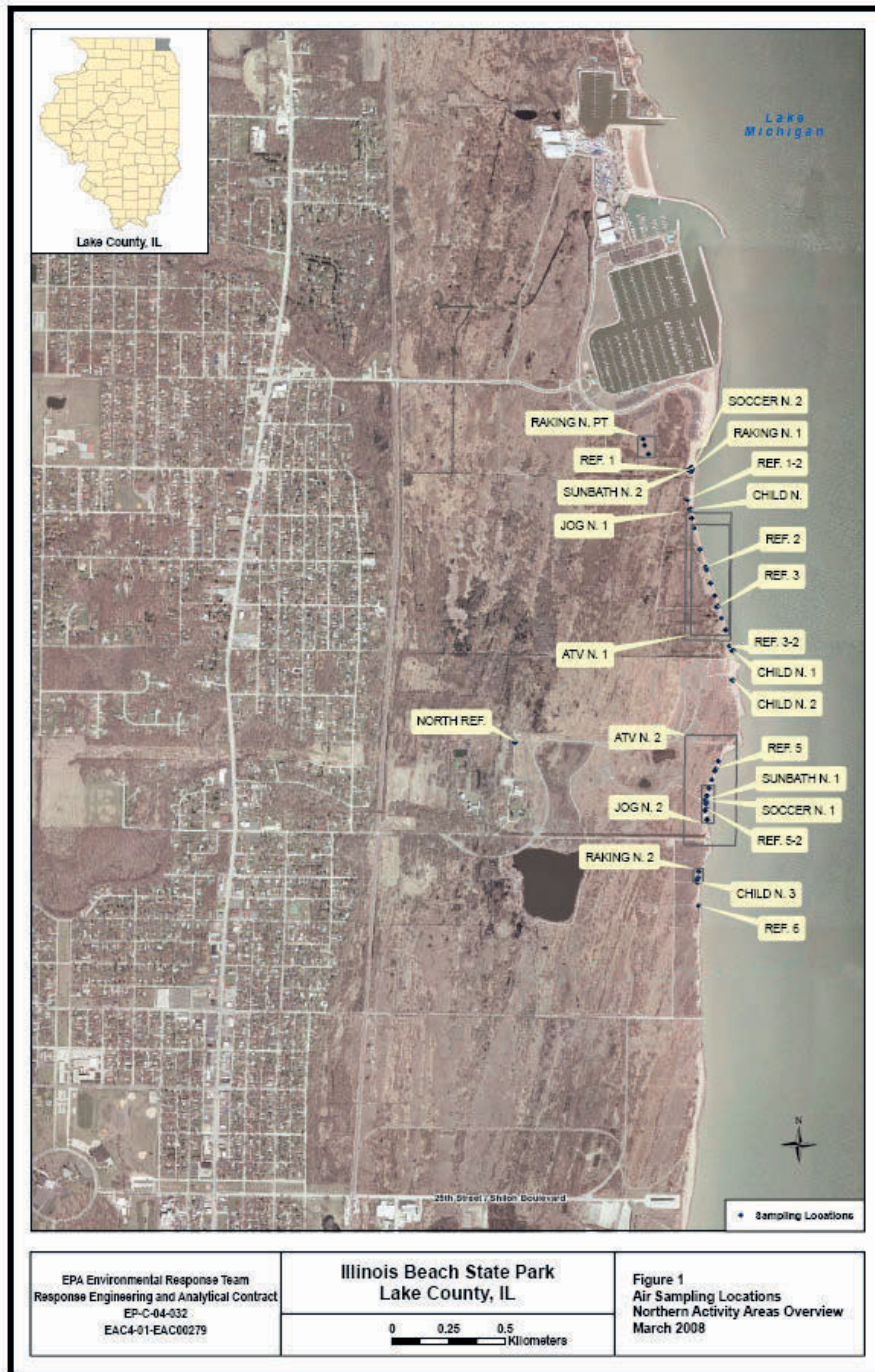 Lake County, IL
Lake
Michigan
SOCCER N. 2
RAKING N. PT
RAKING N. 1
REF. 1
REF. 1-2
SUNBATH N. 2
CHILD N.
JOG N. 1
REF. 2
REF. 3
ATV N. 1
REF. 3-2
CHILD N. 1
CHILD N. 2
NORTH REF.
ATV N. 2
REF. 5
SUNBATH N. 1
JOG N. 2
SOCCER N. 1
REF. 5-2
RAKING N. 2
CHILD N. 3
REF. 6
N
29th Street / Shiloh Boulevard
Sampling Locations
EPA Environmental Response Team
Response Engineering and Analytical Contract
EP-C-04-032
EAC4-01-EAC00279
Illinois Beach State Park
Lake County, IL
0 0.25 0.5
Kilometers
Figure 1
Air Sampling Locations
Northern Activity Areas Overview
March 2008